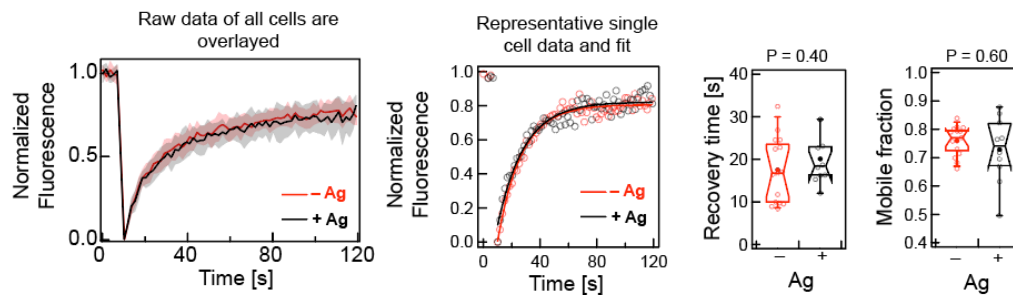 Raw data of all cells are
overlayed
Normalized
Fluorescence
1.0
0.5
0.0
0
40
80
120
Time [s]
– Ag
+ Ag
Representative single
cell data and fit
Normalized
Fluorescence
1.0
0.8
0.6
0.4
0.2
0.0
0
40
80
120
Time [s]
– Ag
+ Ag
P = 0.40
Recovery time [s]
40
30
20
10
0
– +
Ag
P = 0.60
Mobile fraction
1.0
0.9
0.8
0.7
0.6
0.5
0.4
– +
Ag